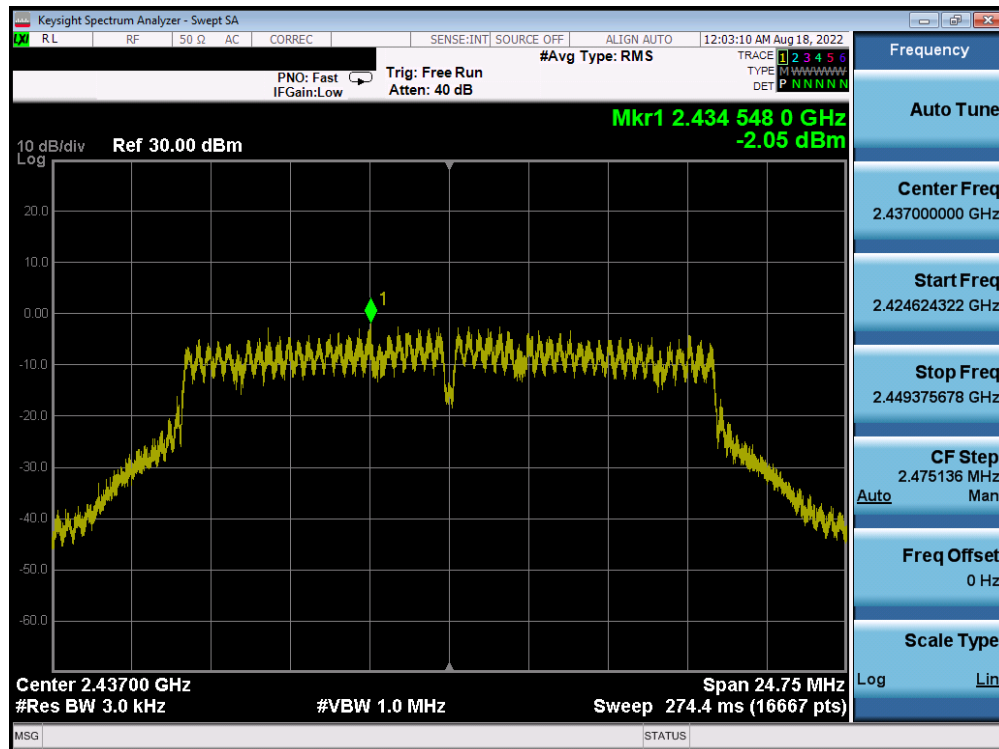 Keysight Spectrum Analyzer - Swept SA
LXI RL RF 50 Ω AC CORREC SENSE:INT SOURCE OFF ALIGN AUTO 12:03:10 AM Aug 18, 2022
#Avg Type: RMS
TRACE 1 2 3 4 5 6
PNO: Fast Trig: Free Run
TYPE M WWWWW
IFGain:Low Atten: 40 dB
DET P N N N N N
Mkr1 2.434 548 0 GHz
-2.05 dBm
10 dB/div Ref 30.00 dBm
Log
20.0
10.0
1
0.00
-10.0
-20.0
-30.0
-40.0
-50.0
-60.0
Center 2.43700 GHz Span 24.75 MHz
#Res BW 3.0 kHz #VBW 1.0 MHz Sweep 274.4 ms (16667 pts)
MSG STATUS
Frequency
Auto Tune
Center Freq
2.437000000 GHz
Start Freq
2.424624322 GHz
Stop Freq
2.449375678 GHz
CF Step
2.475136 MHz
Auto Man
Freq Offset
0 Hz
Scale Type
Log Lin